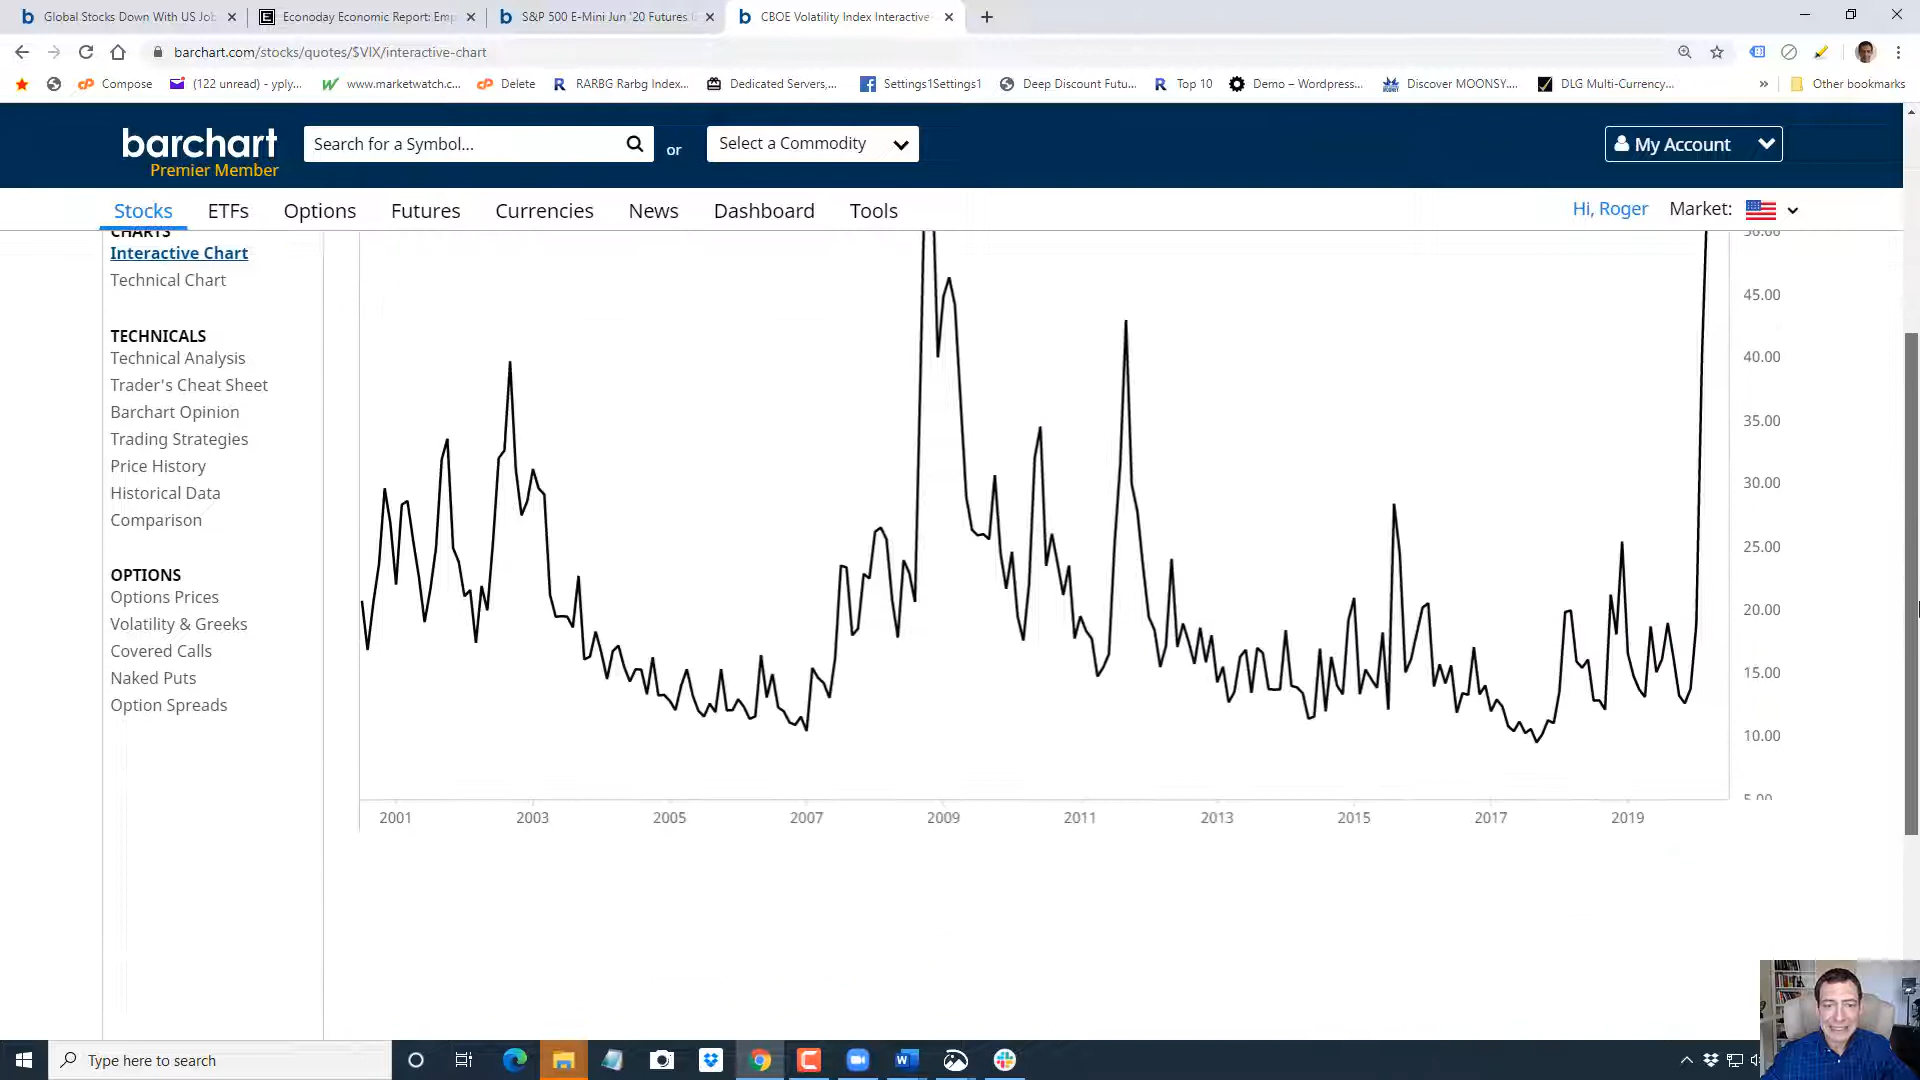 Global Stocks Down With US Job
Econoday Economic Report: Emp
S&P 500 E-Mini Jun '20 Futures
CBOE Volatility Index Interactive
barchart.com/stocks/quotes/$VIX/interactive-chart
Compose
(122 unread) - yply...
www.marketwatch.c...
Delete
RARBG Rarbg Index...
Dedicated Servers,...
Settings1Settings1
Deep Discount Futu...
Top 10
Demo – Wordpress...
Discover MOONSY....
DLG Multi-Currency...
»
Other bookmarks
barchart
Premier Member
Search for a Symbol...
or
Select a Commodity
My Account
Stocks
ETFs
Options
Futures
Currencies
News
Dashboard
Tools
Hi, Roger
Market:
CHARTS
Interactive Chart
Technical Chart
TECHNICALS
Technical Analysis
Trader's Cheat Sheet
Barchart Opinion
Trading Strategies
Price History
Historical Data
Comparison
OPTIONS
Options Prices
Volatility & Greeks
Covered Calls
Naked Puts
Option Spreads
45.00
40.00
35.00
30.00
25.00
20.00
15.00
10.00
5.00
2001
2003
2005
2007
2009
2011
2013
2015
2017
2019
Type here to search